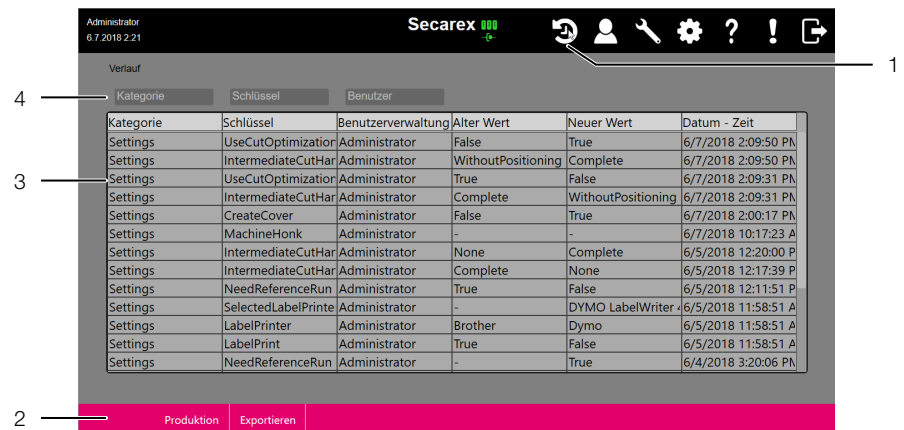 Administrator
6.7.2018 2:21
Secarex
? !
1
Verlauf
4
Kategorie Schlüssel Benutzer
Kategorie Schlüssel Benutzerverwaltung Alter Wert Neuer Wert Datum - Zeit
Settings UseCutOptimization Administrator False True 6/7/2018 2:09:50 PM
Settings IntermediateCutHar Administrator WithoutPositioning Complete 6/7/2018 2:09:50 PM
3
Settings UseCutOptimization Administrator True False 6/7/2018 2:09:31 PM
Settings IntermediateCutHar Administrator Complete WithoutPositioning 6/7/2018 2:09:31 PM
Settings CreateCover Administrator False True 6/7/2018 2:00:17 PM
Settings MachineHonk Administrator - - 6/7/2018 10:17:23 A
Settings IntermediateCutHar Administrator None Complete 6/5/2018 12:20:00 P
Settings IntermediateCutHar Administrator Complete None 6/5/2018 12:17:39 P
Settings NeedReferenceRun Administrator True False 6/5/2018 12:11:51 P
Settings SelectedLabelPrinte Administrator - DYMO LabelWriter 4 6/5/2018 11:58:51 A
Settings LabelPrinter Administrator Brother Dymo 6/5/2018 11:58:51 A
Settings LabelPrint Administrator True False 6/5/2018 11:58:51 A
Settings NeedReferenceRun Administrator - True 6/4/2018 3:20:06 PM
2
Produktion Exportieren